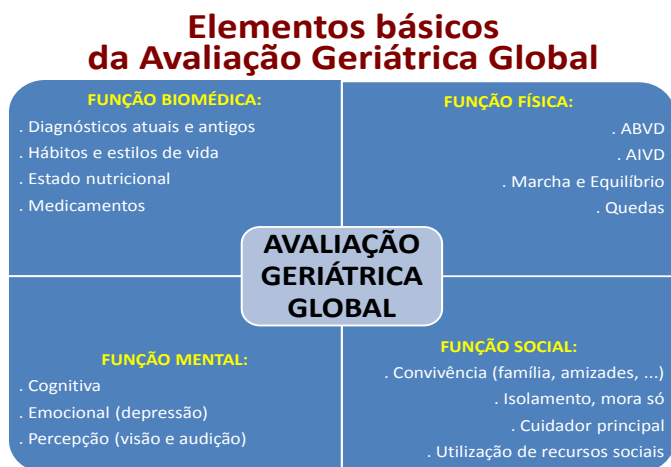 Elementos básicos
da Avaliação Geriátrica Global
FUNÇÃO BIOMÉDICA:
. Diagnósticos atuais e antigos
. Hábitos e estilos de vida
. Estado nutricional
. Medicamentos
FUNÇÃO FÍSICA:
. ABVD
. AIVD
. Marcha e Equilíbrio
. Quedas
AVALIAÇÃO
GERIÁTRICA
GLOBAL
FUNÇÃO MENTAL:
. Cognitiva
. Emocional (depressão)
. Percepção (visão e audição)
FUNÇÃO SOCIAL:
. Convivência (família, amizades, ...)
. Isolamento, mora só
. Cuidador principal
. Utilização de recursos sociais